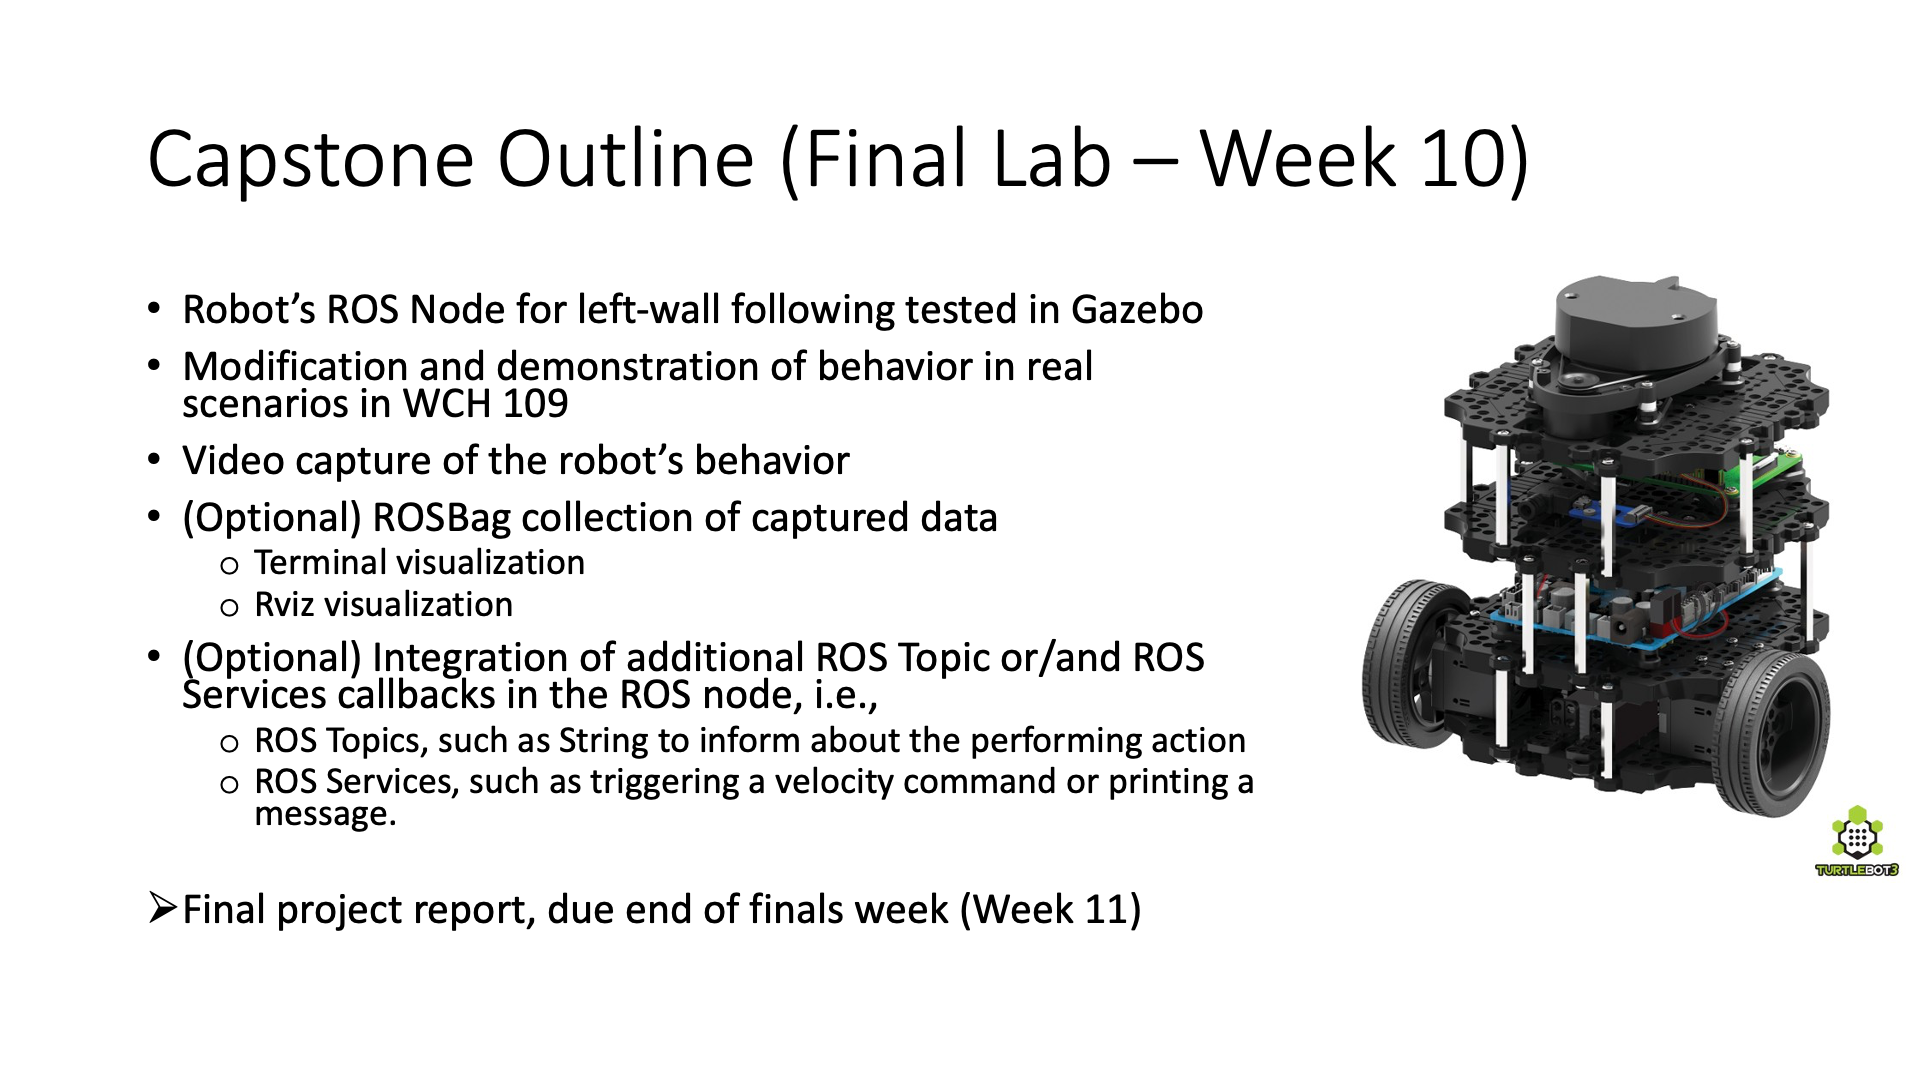 Capstone Outline (Final Lab – Week 10)
• Robot’s ROS Node for left-wall following tested in Gazebo
• Modification and demonstration of behavior in real
scenarios in WCH 109
• Video capture of the robot’s behavior
• (Optional) ROSBag collection of captured data
o Terminal visualization
o Rviz visualization
• (Optional) Integration of additional ROS Topic or/and ROS
Services callbacks in the ROS node, i.e.,
o ROS Topics, such as String to inform about the performing action
o ROS Services, such as triggering a velocity command or printing a
message.
➢Final project report, due end of finals week (Week 11)
TURTLEBOT3